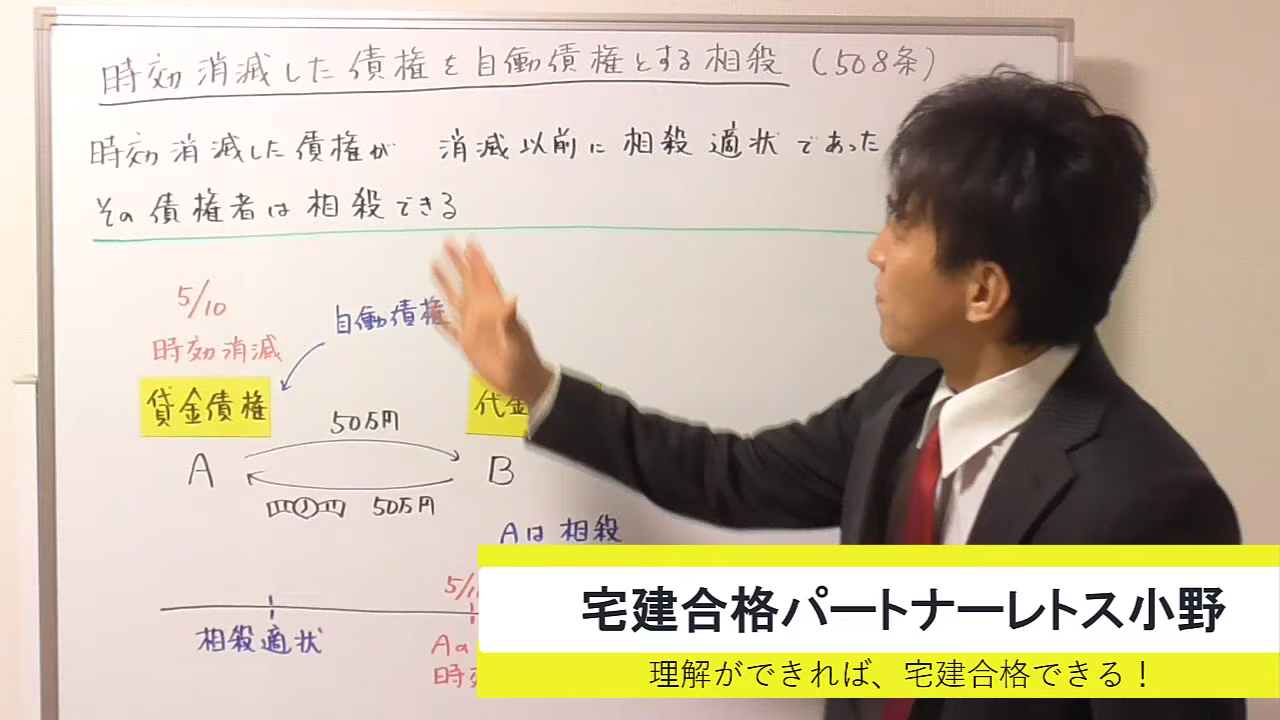 時効消滅した債権を自働債権とする相殺(508条)
時効消滅した債権が 消滅以前に相殺適状であった
その債権者は相殺できる
5/10
時効消滅
自働債権
貸金債権
代金
50万円
A
B
50万円
Aは相殺
5/10
相殺適状
Aの
時効
宅建合格パートナーレトス小野
理解ができれば、宅建合格できる！